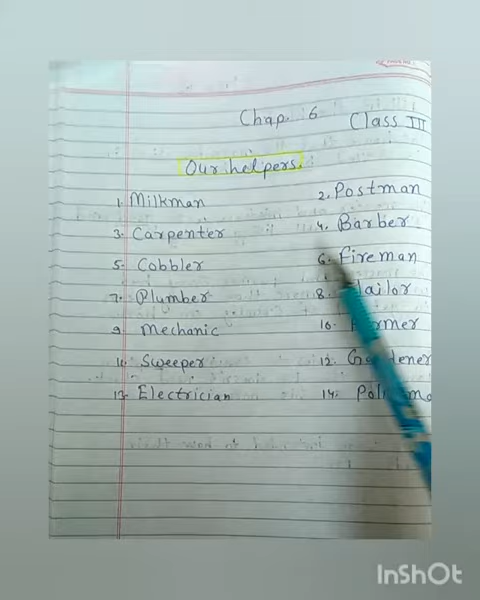 Chap. 6
Class III
Our helpers.
1. Milkman 2. Postman
3. Carpenter 4. Barber
5. Cobbler 6. Fireman
7. Plumber 8. Tailor
9. Mechanic 10.
11. Sweeper 12.
13. Electrician 14.
InShOt